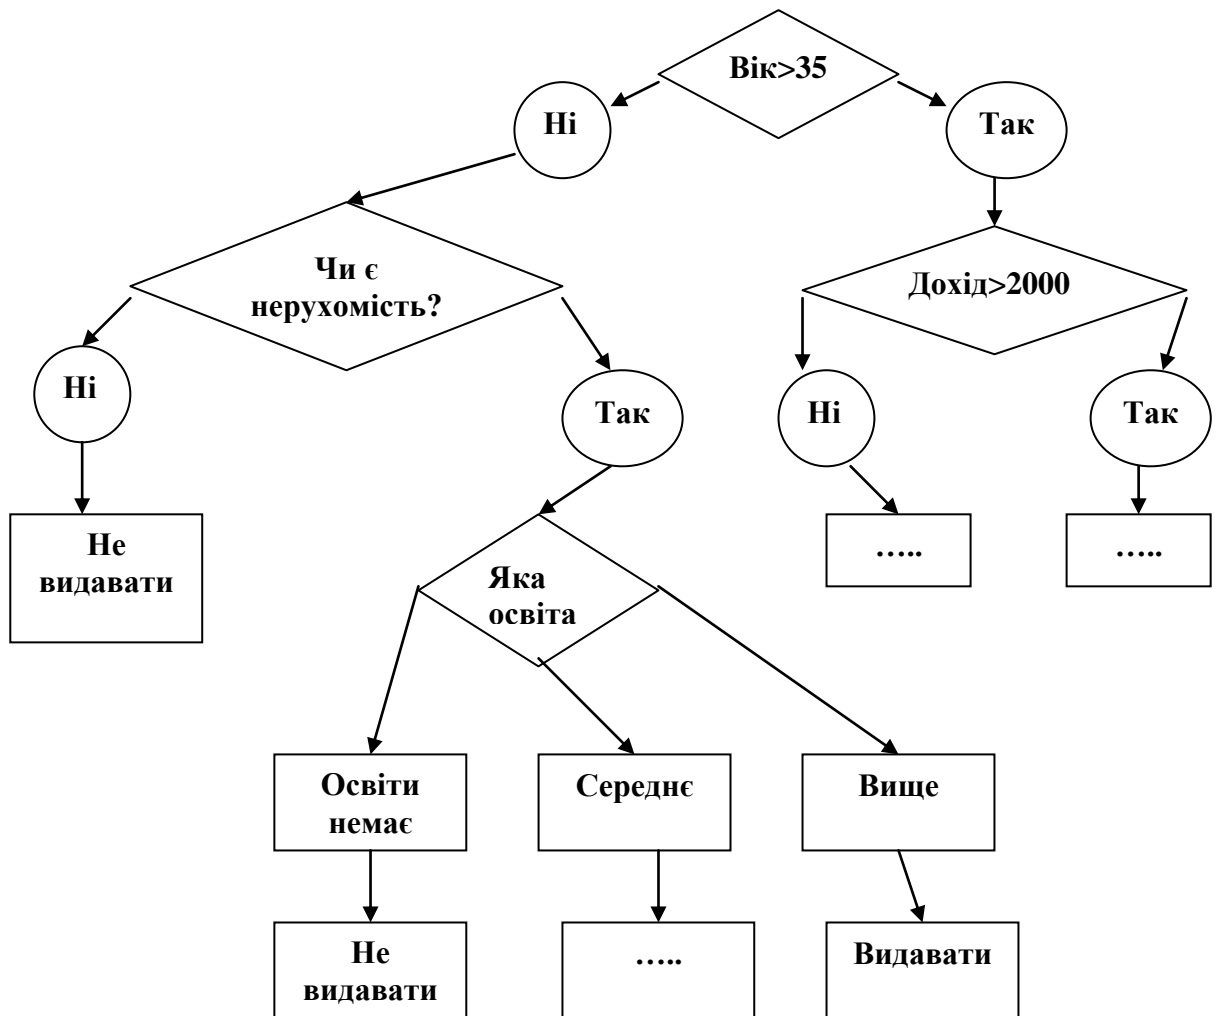 Вік>35
Ні
Так
Чи є
нерухомість?
Дохід>2000
Ні
Так
Ні
Так
Не
видавати
…..
…..
Яка
освіта
Освіти
немає
Середнє
Вище
Не
видавати
…..
Видавати